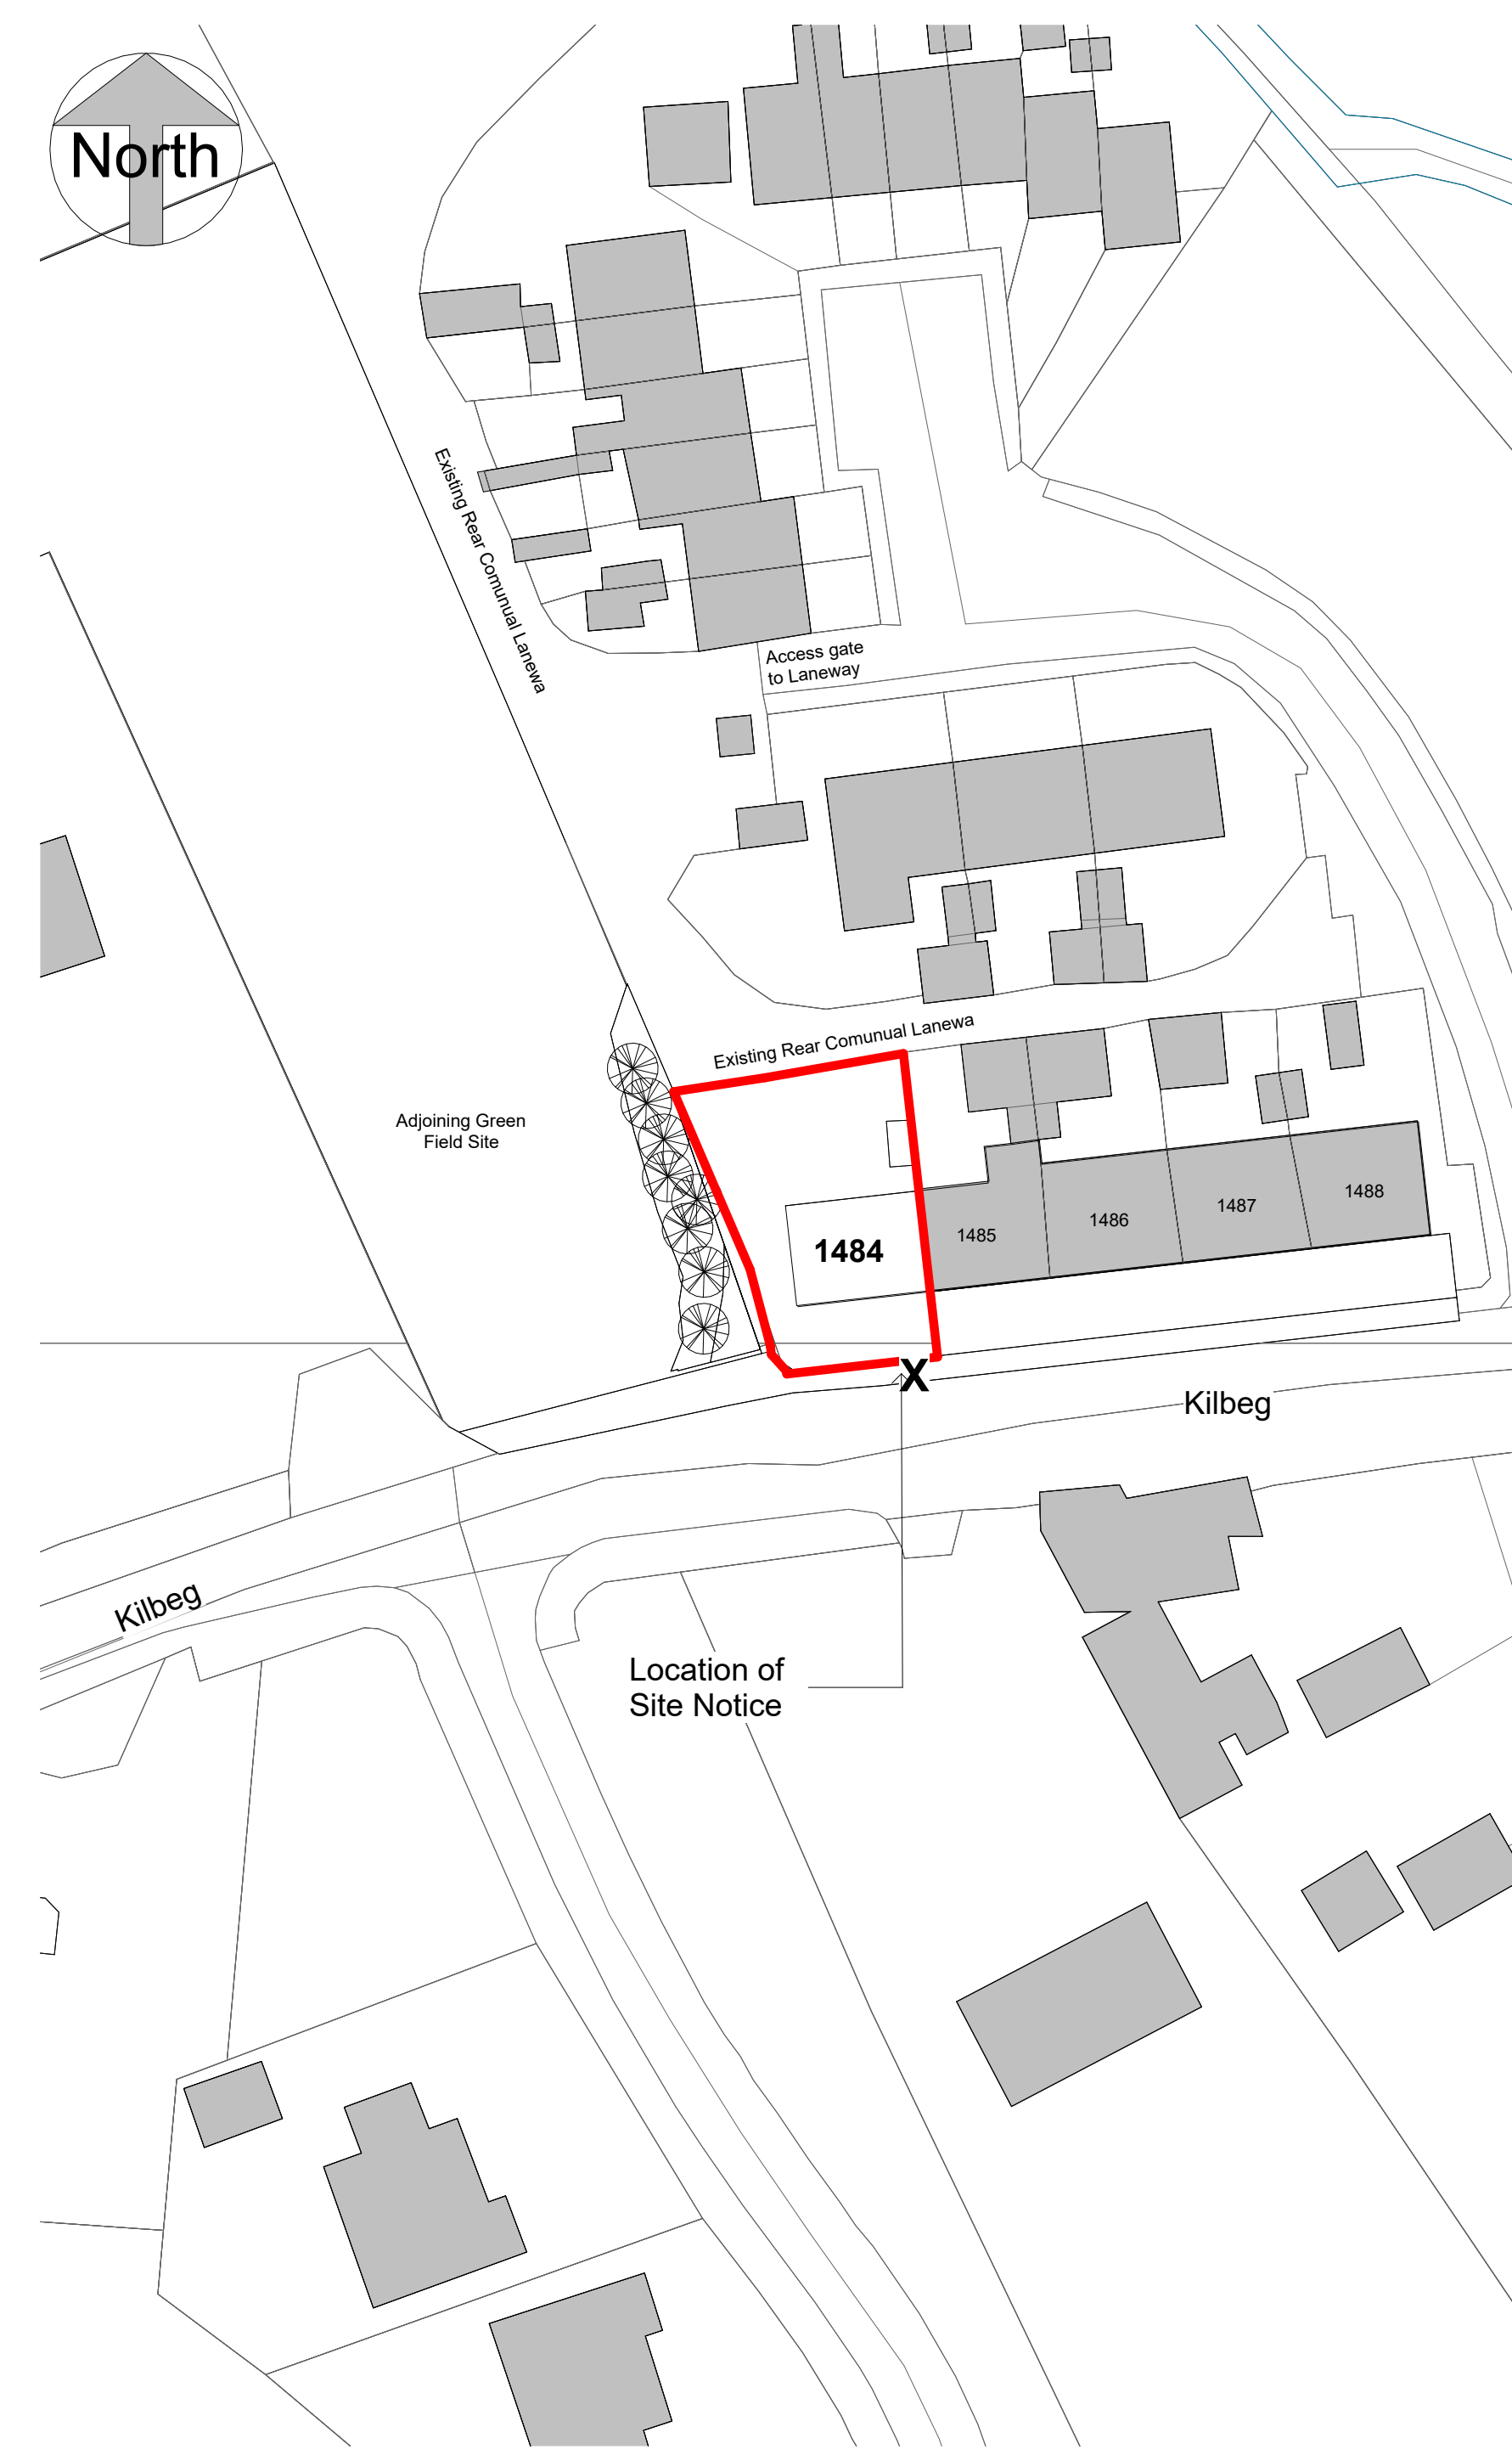 North
Existing Rear Comunual Lanewa
Access gate
to Laneway
Existing Rear Comunual Lanewa
Adjoining Green
Field Site
1484
1485
1486
1487
1488
X
Kilbeg
Kilbeg
Location of
Site Notice